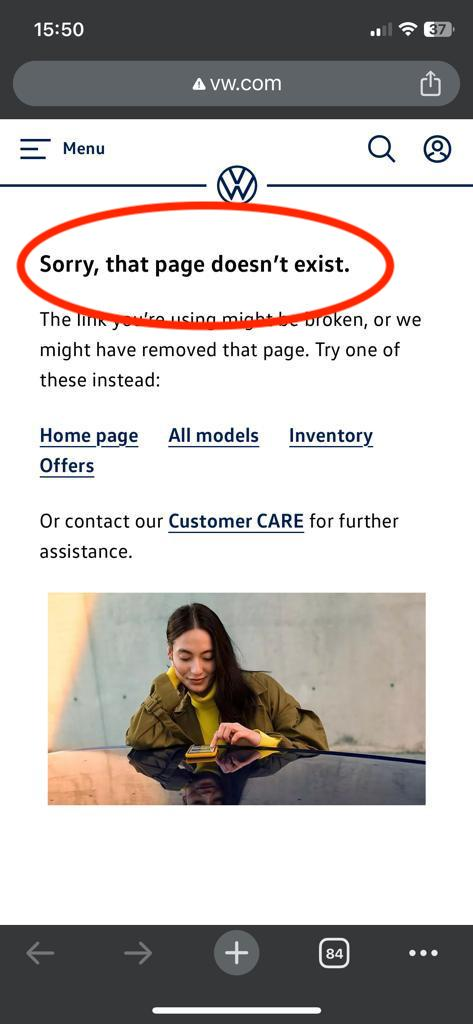 15:50
37
vw.com
Menu
Sorry, that page doesn’t exist.
The link you’re using might be broken, or we
might have removed that page. Try one of
these instead:
Home page All models Inventory
Offers
Or contact our Customer CARE for further
assistance.
84